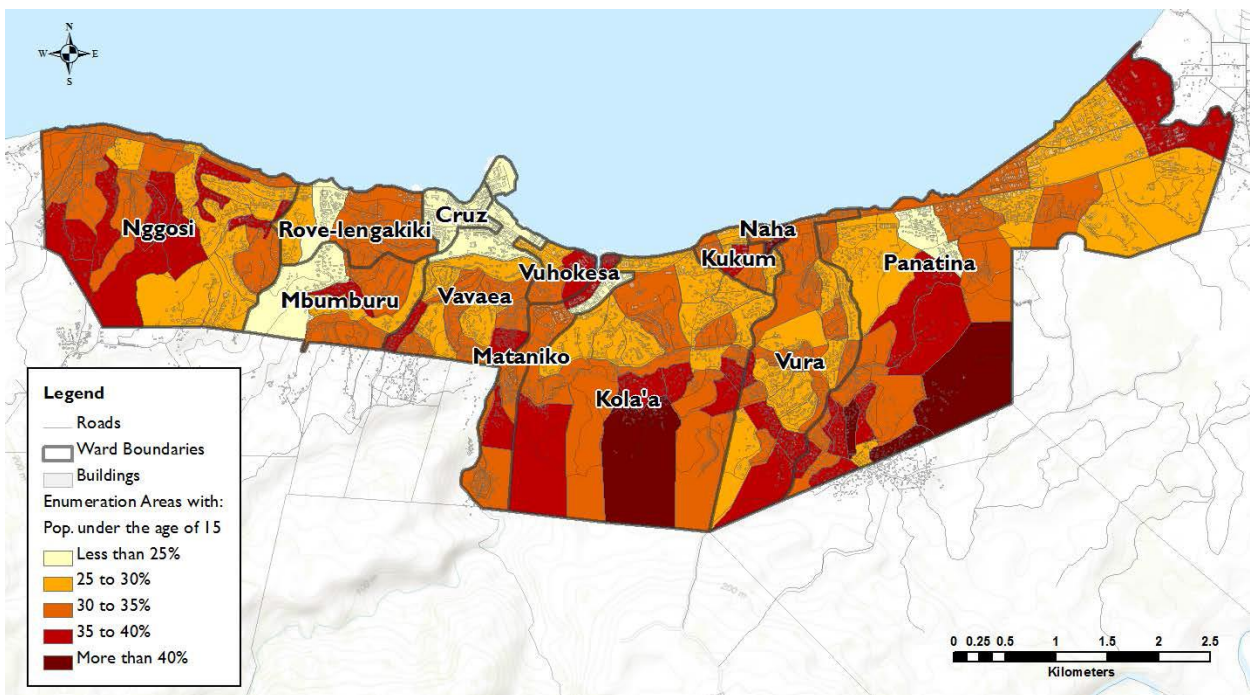 N
W E
S
Nggosi
Rove-lengakiki
Cruz
Mbumburu
Vavaea
Vuhokesa
Mataniko
Kola'a
Kukum
Naha
Vura
Panatina
Legend
Roads
Ward Boundaries
Buildings
Enumeration Areas with:
Pop. under the age of 15
Less than 25%
25 to 30%
30 to 35%
35 to 40%
More than 40%
200 m
0 0.25 0.5 1 1.5 2 2.5
Kilometers